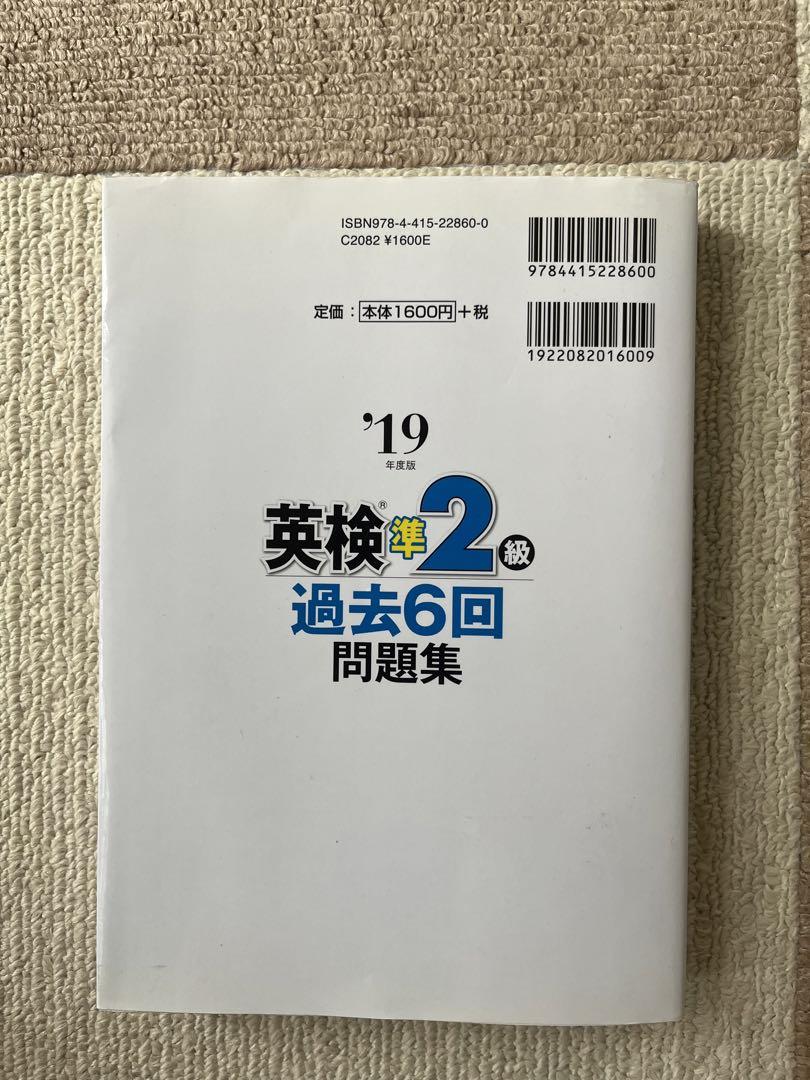 ISBN978-4-415-22860-0
C2082 ¥1600E
9784415228600
定価：本体1600円+税
1922082016009
'19
年度版
英検®準2級
過去6回
問題集